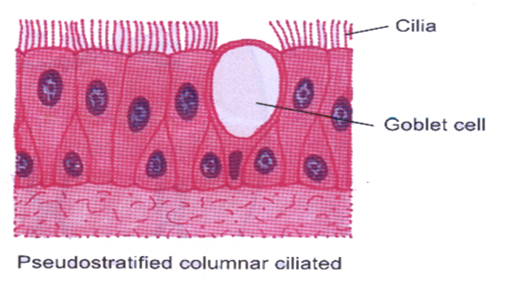 Cilia
Goblet cell
Pseudostratified columnar ciliated